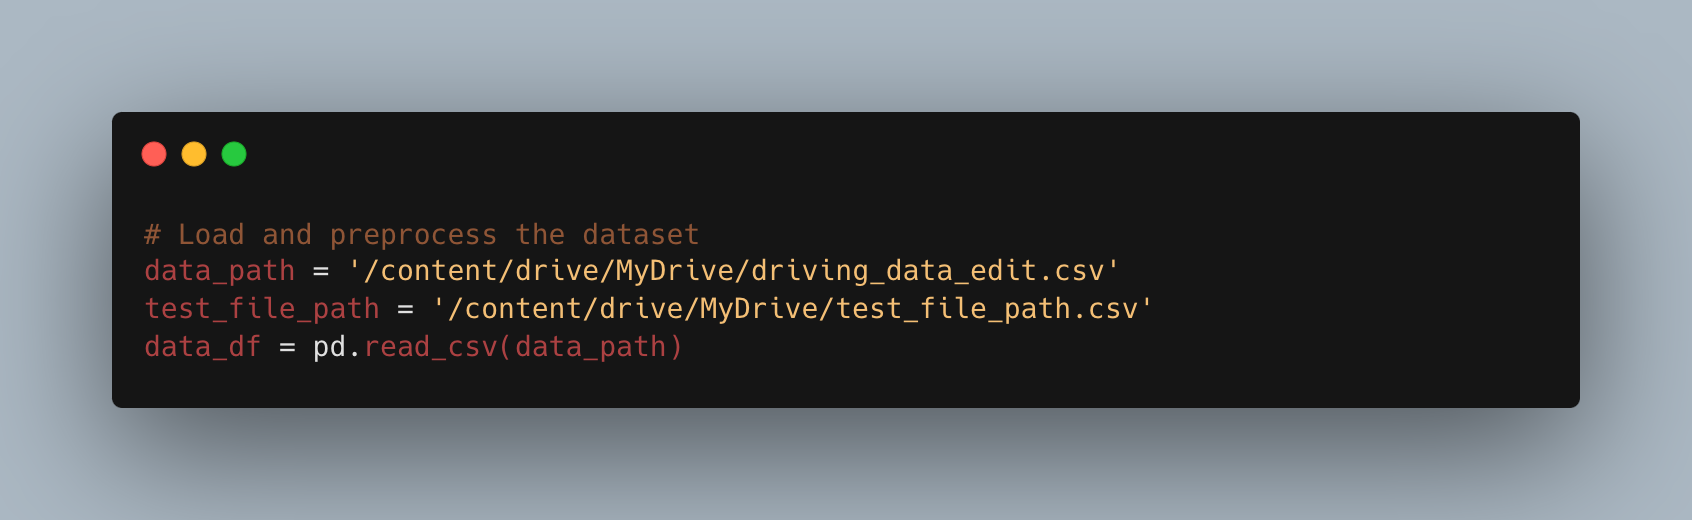 # Load and preprocess the dataset
data_path = '/content/drive/MyDrive/driving_data_edit.csv'
test_file_path = '/content/drive/MyDrive/test_file_path.csv'
data_df = pd.read_csv(data_path)